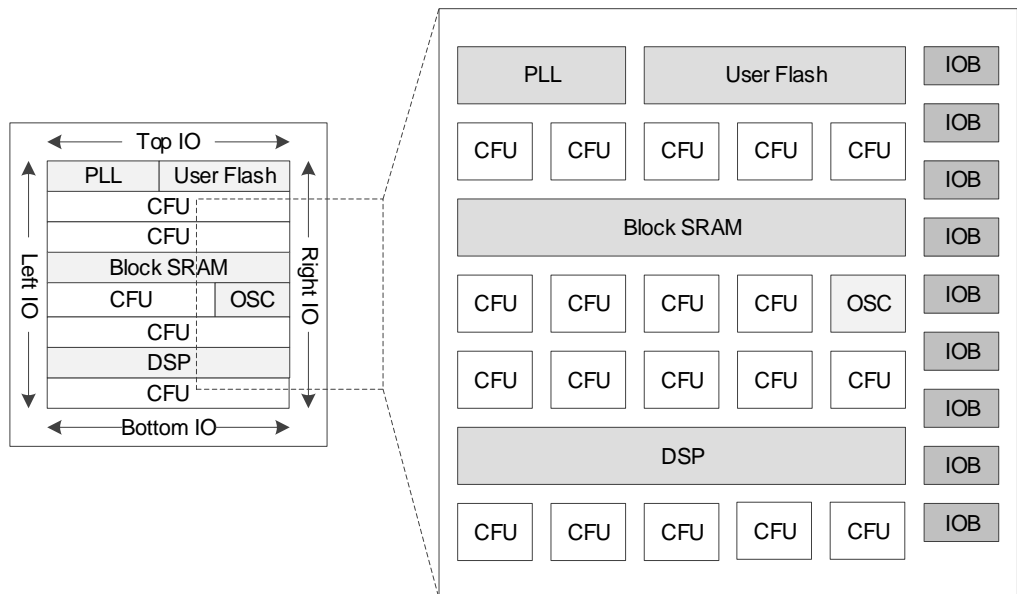 Top IO
PLL User Flash
CFU
CFU
Block SRAM
CFU OSC
CFU
DSP
CFU
Bottom IO
Left IO
Right IO
PLL User Flash IOB
IOB
CFU CFU CFU CFU CFU
IOB
Block SRAM IOB
CFU CFU CFU CFU OSC IOB
IOB
CFU CFU CFU CFU CFU
IOB
DSP IOB
CFU CFU CFU CFU CFU IOB